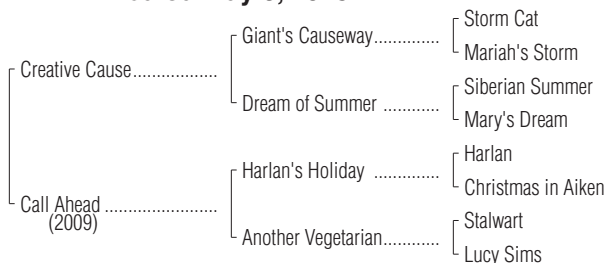 Giant's Causeway..............
Storm Cat
Mariah's Storm
Creative Cause..................
Dream of Summer ............
Siberian Summer
Mary's Dream
Harlan's Holiday ..............
Harlan
Christmas in Aiken
Call Ahead ........................
(2009)
Another Vegetarian............
Stalwart
Lucy Sims